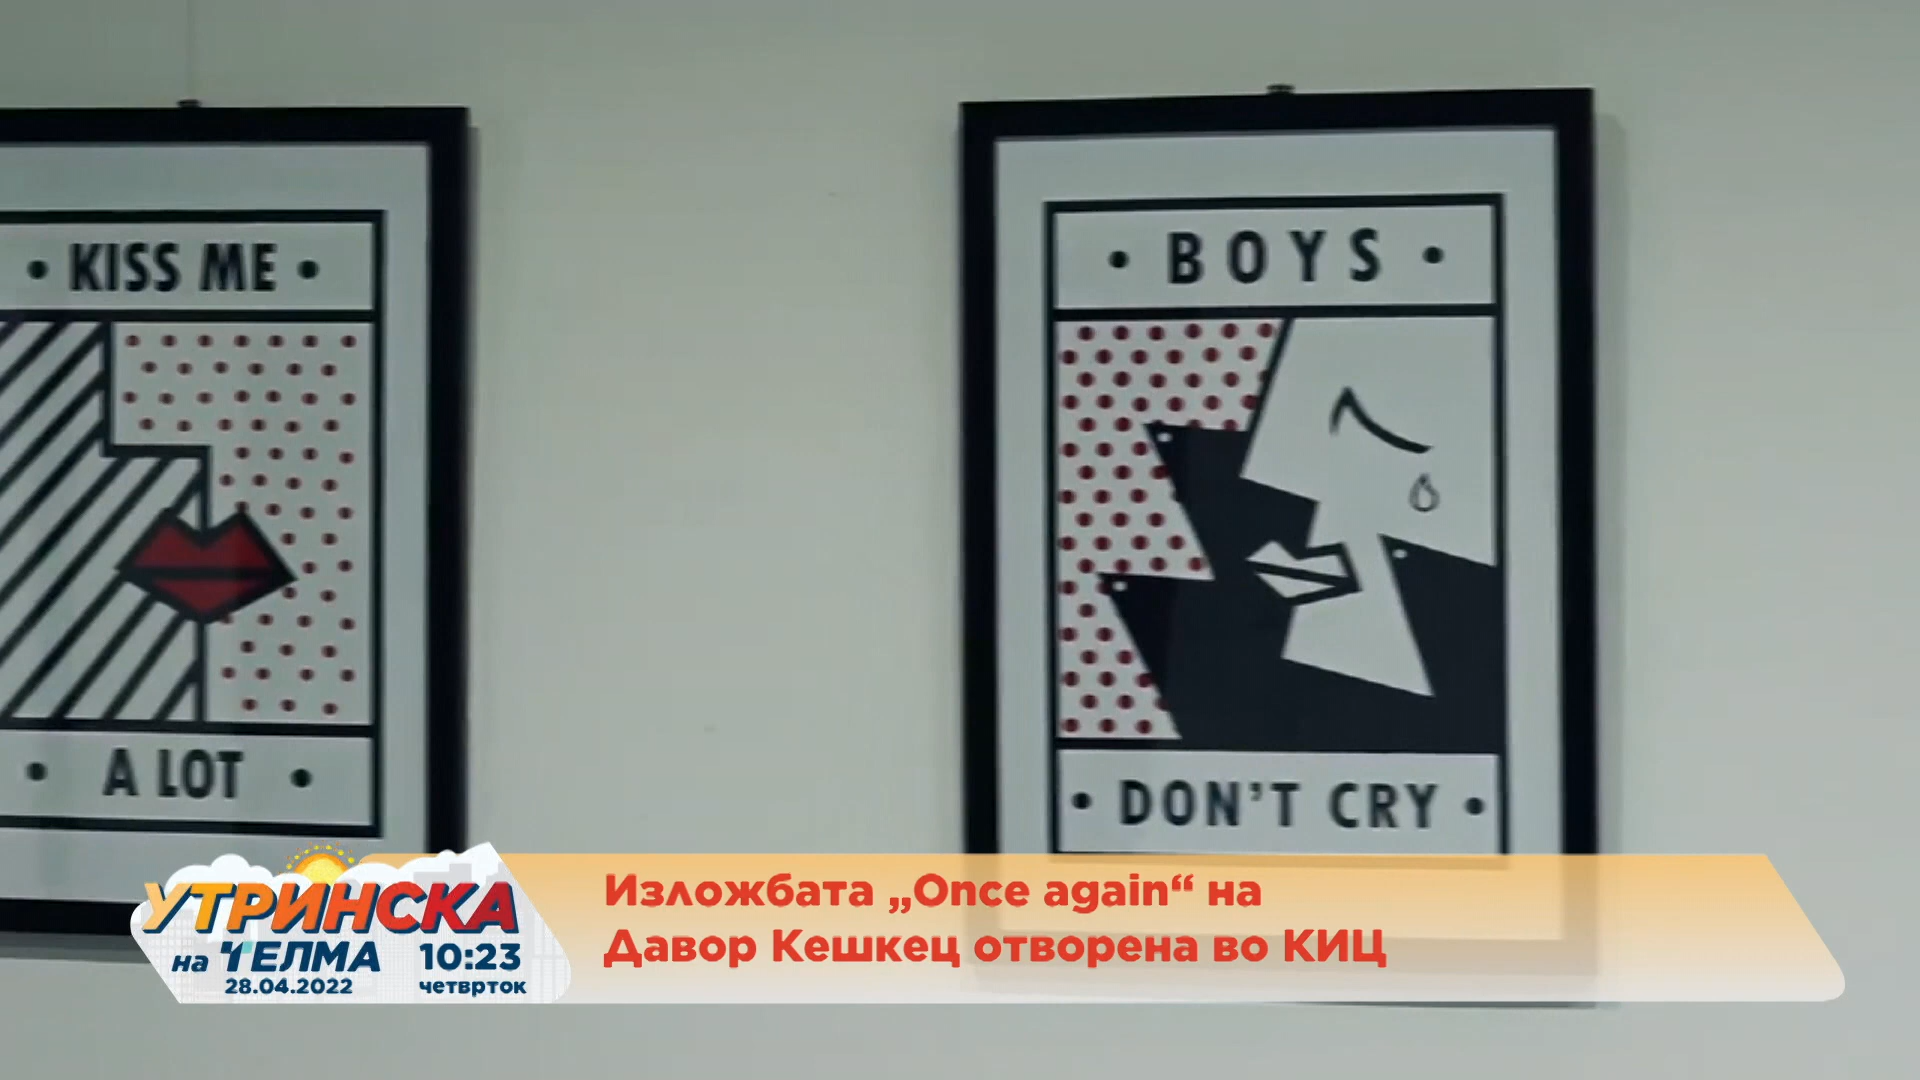 • KISS ME •
• A LOT •
• BOYS •
• DON'T CRY •
УТРИНСКА
на ТЕЛМА
10:23
28.04.2022
четврток
Изложбата „Once again“ на
Давор Кешкец отворена во КИЦ